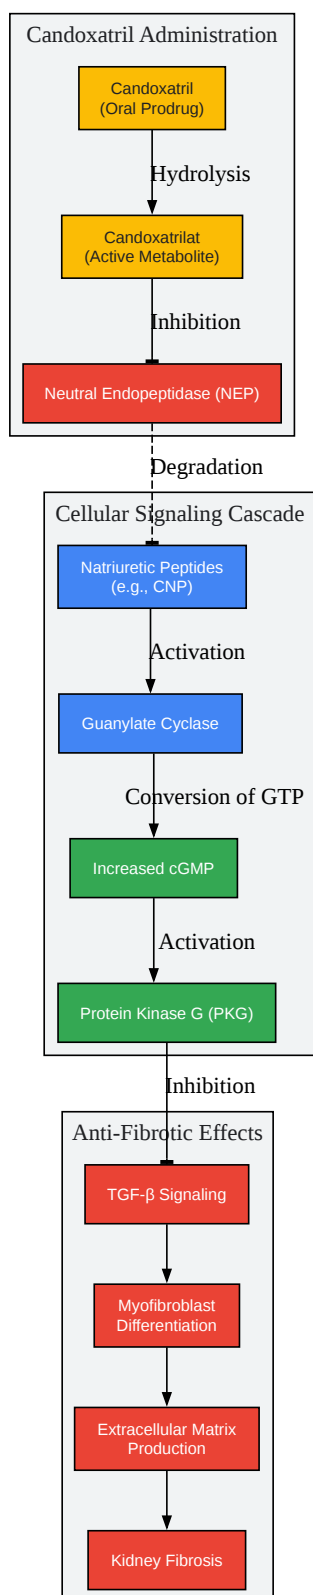 Candoxatril Administration
Candoxatril
(Oral Prodrug)
Hydrolysis
Candoxatrilat
(Active Metabolite)
Inhibition
Neutral Endopeptidase (NEP)
Degradation
Cellular Signaling Cascade
Natriuretic Peptides
(e.g., CNP)
Activation
Guanylate Cyclase
Conversion of GTP
Increased cGMP
Activation
Protein Kinase G (PKG)
Inhibition
Anti-Fibrotic Effects
TGF-β Signaling
Myofibroblast
Differentiation
Extracellular Matrix
Production
Kidney Fibrosis